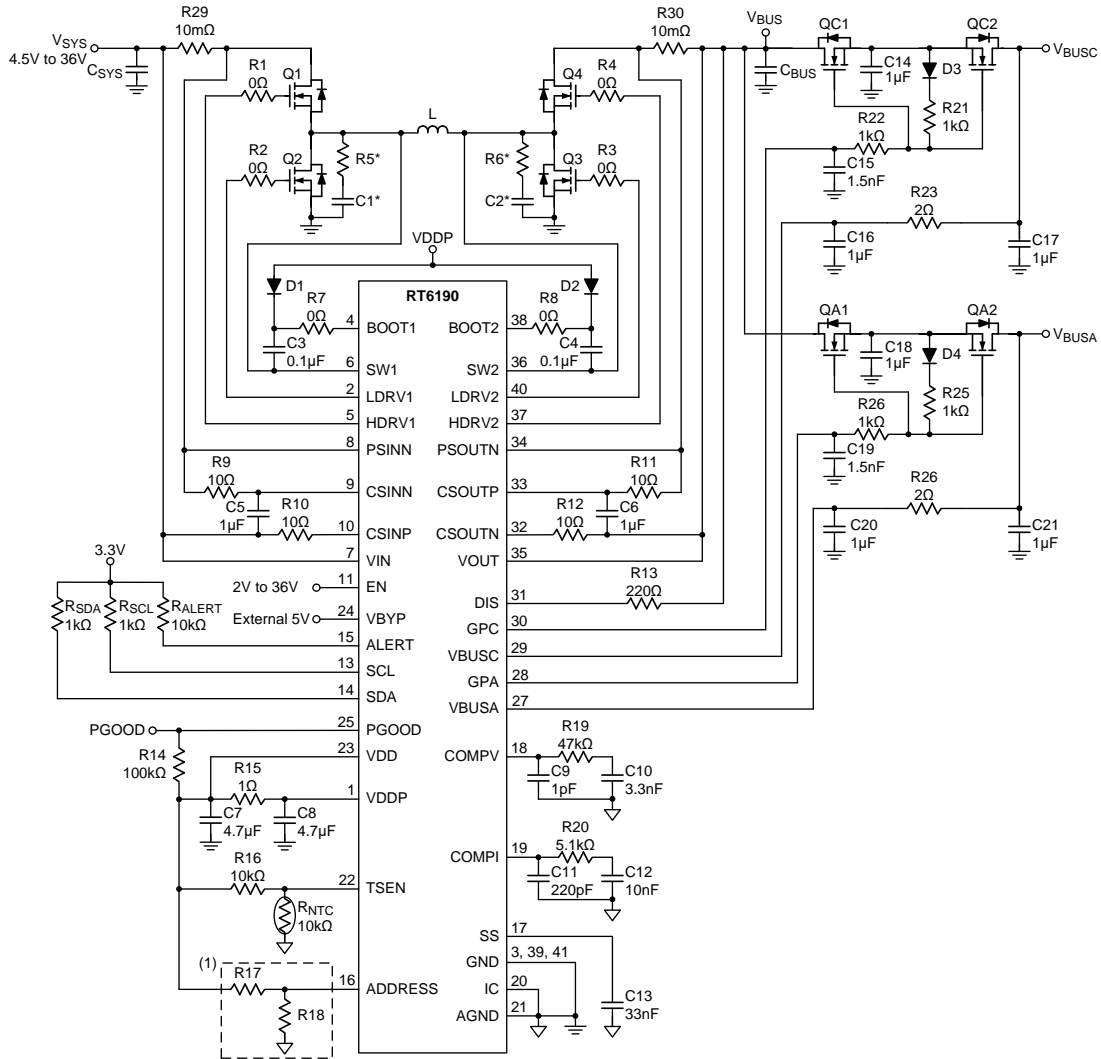 VSYS
4.5V to 36V
CSYS
R29
10mΩ
R1
0Ω
Q1
R2
0Ω
Q2
R5*
C1*
L
R6*
C2*
Q4
R4
0Ω
Q3
R3
0Ω
R30
10mΩ
VBUS
CBUS
QC1
C14
1µF
D3
QC2
VBUSC
R21
1kΩ
R22
1kΩ
C15
1.5nF
R23
2Ω
C16
1µF
C17
1µF
QA1
C18
1µF
D4
QA2
VBUSA
R25
1kΩ
R26
1kΩ
C19
1.5nF
R26
2Ω
C20
1µF
C21
1µF
VDDP
D1
D2
R7
0Ω
C3
0.1µF
R8
0Ω
C4
0.1µF
RT6190
4 BOOT1
6 SW1
2 LDRV1
5 HDRV1
8 PSINN
9 CSINN
10 CSINP
7 VIN
11 EN
24 VBYP
15 ALERT
13 SCL
14 SDA
25 PGOOD
23 VDD
1 VDDP
22 TSEN
16 ADDRESS
BOOT2 38
SW2 36
LDRV2 40
HDRV2 37
PSOUTN 34
CSOUTP 33
CSOUTN 32
VOUT 35
DIS 31
GPC 30
VBUSC 29
GPA 28
VBUSA 27
COMPV 18
COMPI 19
SS 17
GND 3, 39, 41
IC 20
AGND 21
R9
10Ω
C5
1µF
R10
10Ω
R11
10Ω
R12
10Ω
C6
1µF
R13
220Ω
3.3V
RSDA
1kΩ
RSCL
1kΩ
RALERT
10kΩ
2V to 36V
External 5V
PGOOD
R14
100kΩ
R15
1Ω
C7
4.7µF
C8
4.7µF
R16
10kΩ
RNTC
10kΩ
(1)
R17
R18
R19
47kΩ
C9
1pF
C10
3.3nF
R20
5.1kΩ
C11
220pF
C12
10nF
C13
33nF